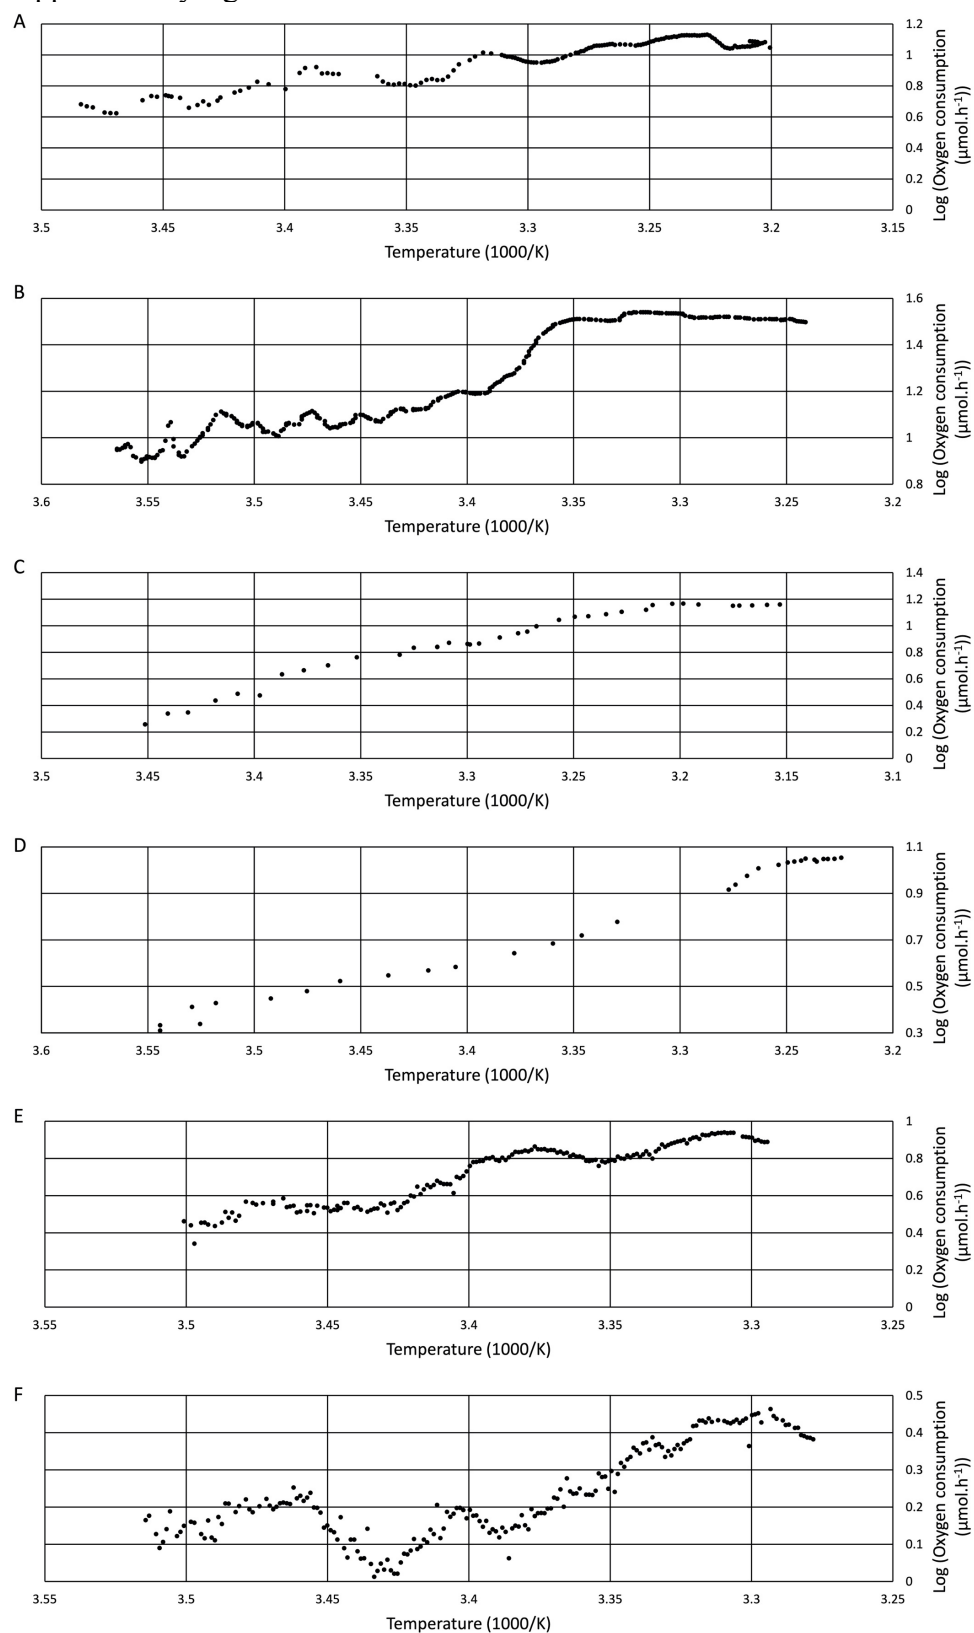 A
1.2
1
0.8
0.6
0.4
0.2
0
3.5 3.45 3.4 3.35 3.3 3.25 3.2 3.15
Temperature (1000/K)
Log (Oxygen consumption
(µmol.h-1))
B
1.6
1.4
1.2
1
0.8
3.6 3.55 3.5 3.45 3.4 3.35 3.3 3.25 3.2
Temperature (1000/K)
Log (Oxygen consumption
(µmol.h-1))
C
1.4
1.2
1
0.8
0.6
0.4
0.2
0
3.5 3.45 3.4 3.35 3.3 3.25 3.2 3.15 3.1
Temperature (1000/K)
Log (Oxygen consumption
(µmol.h-1))
D
1.1
0.9
0.7
0.5
0.3
3.6 3.55 3.5 3.45 3.4 3.35 3.3 3.25 3.2
Temperature (1000/K)
Log (Oxygen consumption
(µmol.h-1))
E
1
0.8
0.6
0.4
0.2
0
3.55 3.5 3.45 3.4 3.35 3.3 3.25
Temperature (1000/K)
Log (Oxygen consumption
(µmol.h-1))
F
0.5
0.4
0.3
0.2
0.1
0
3.55 3.5 3.45 3.4 3.35 3.3 3.25
Temperature (1000/K)
Log (Oxygen consumption
(µmol.h-1))